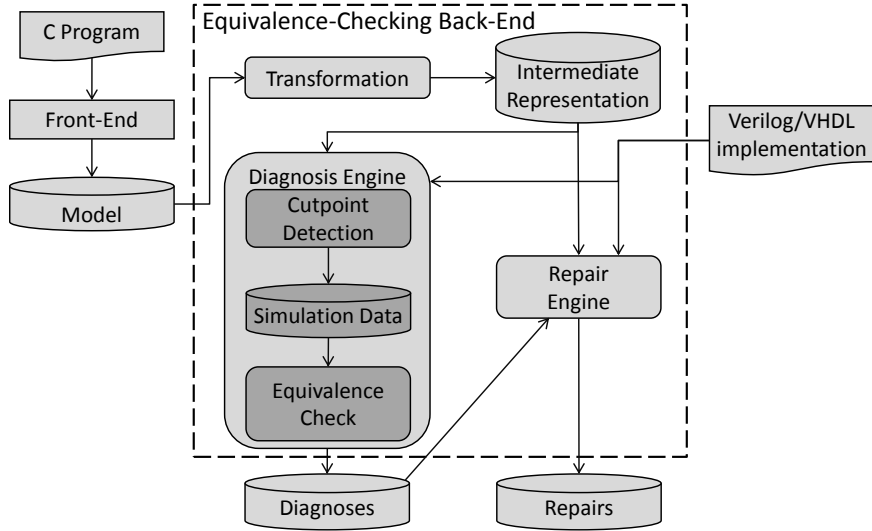 C Program
Equivalence-Checking Back-End
Transformation
Intermediate
Representation
Front-End
Verilog/VHDL
implementation
Model
Diagnosis Engine
Cutpoint
Detection
Simulation Data
Equivalence
Check
Repair
Engine
Diagnoses
Repairs